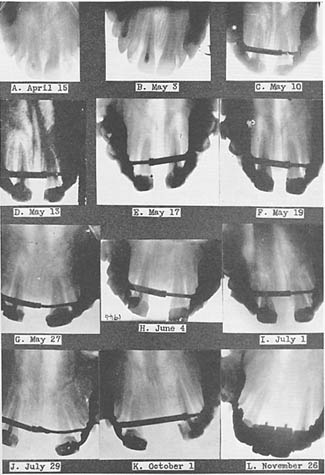 A. April 15
B. May 3
C. May 10
D. May 13
E. May 17
F. May 19
G. May 27
H. June 4
I. July 1
J. July 29
K. October 1
L. November 26